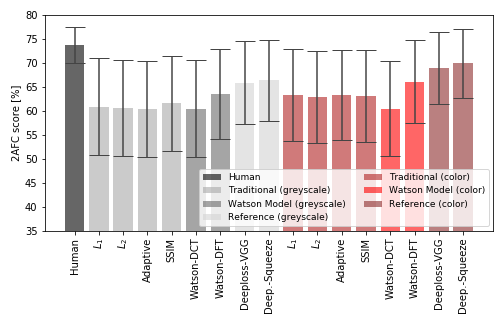 80
75
70
65
60
55
50
45
40
35
2AFC score [%]
Human
Traditional (greyscale)
Watson Model (greyscale)
Reference (greyscale)
Traditional (color)
Watson Model (color)
Reference (color)
Human
L₁
L₂
Adaptive
SSIM
Watson-DCT
Watson-DFT
Deeploss-VGG
Deep.-Squeeze
L₁
L₂
Adaptive
SSIM
Watson-DCT
Watson-DFT
Deeploss-VGG
Deep.-Squeeze